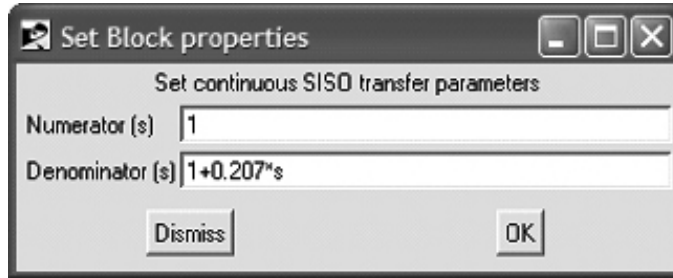 Set Block properties
Set continuous SISO transfer parameters
Numerator (s) 1
Denominator (s) 1+0.207*s
Dismiss OK